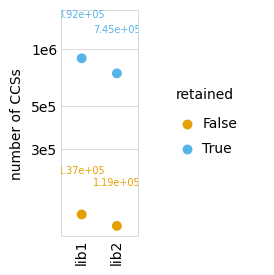 8.92e+05
7.45e+05
1e6
5e5
3e5
1.37e+05
1.19e+05
number of CCSs
lib1
lib2
retained
False
True